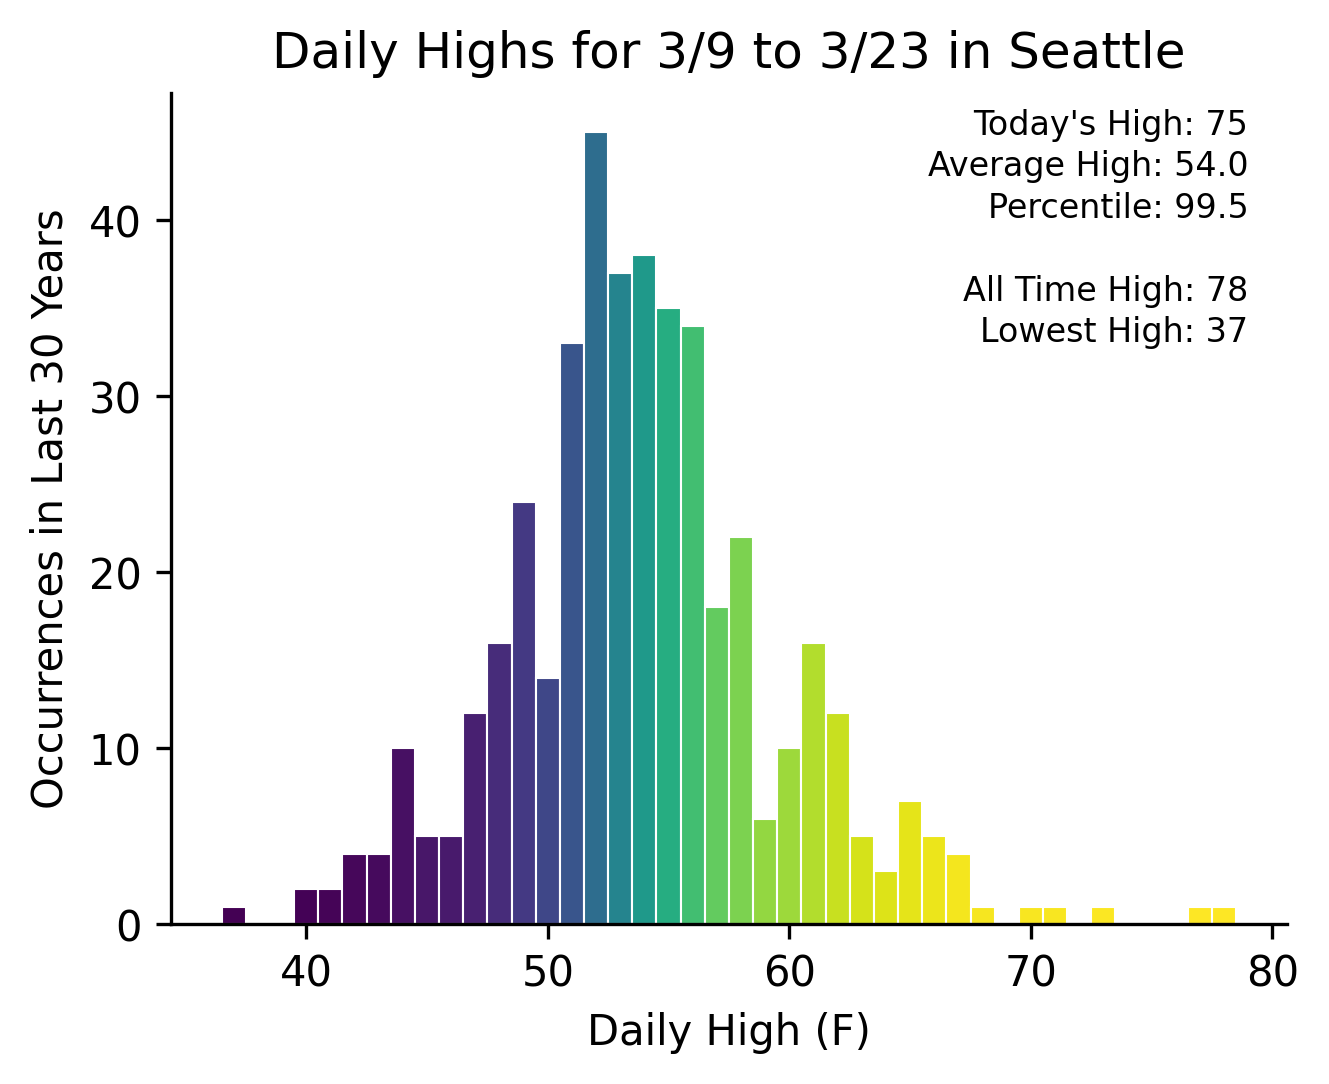 Daily Highs for 3/9 to 3/23 in Seattle
Today's High: 75
Average High: 54.0
Percentile: 99.5
All Time High: 78
Lowest High: 37
Occurrences in Last 30 Years
40
30
20
10
0
40 50 60 70 80
Daily High (F)